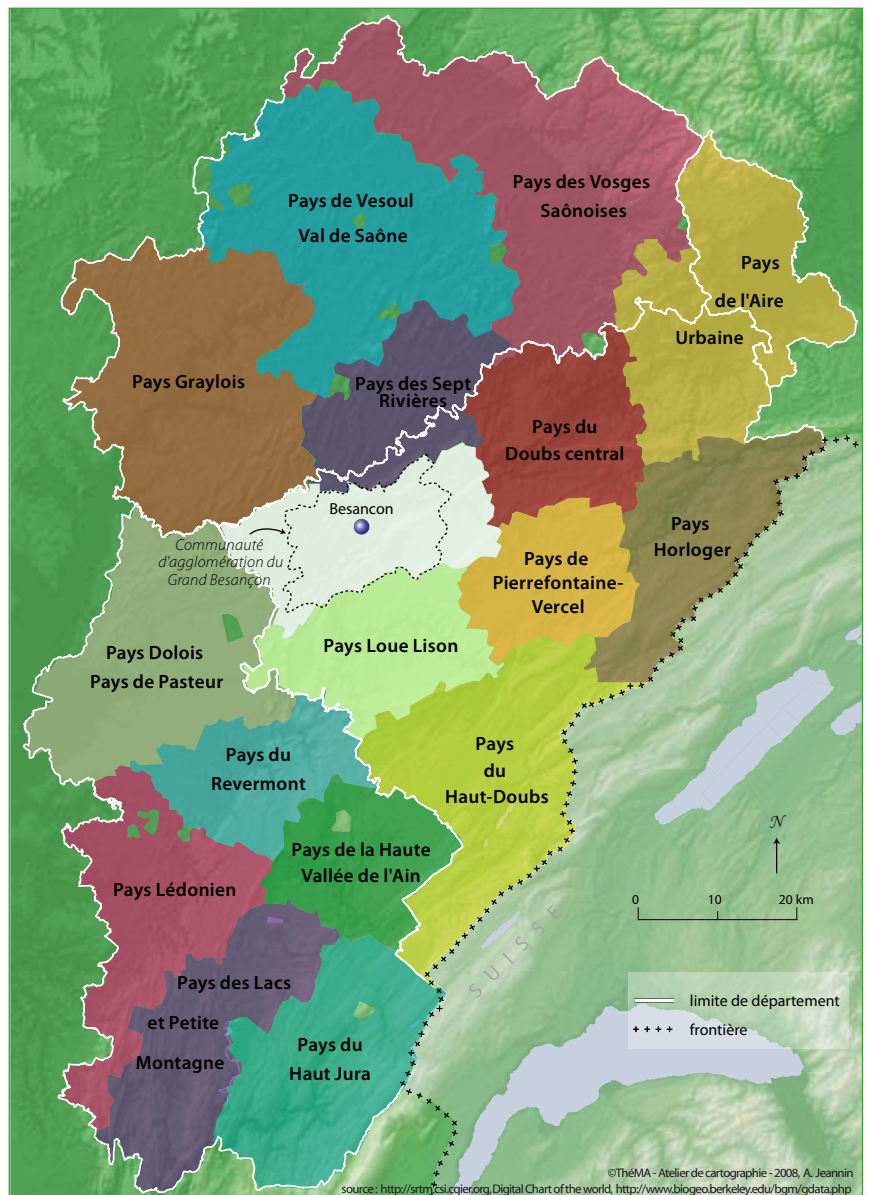 Pays des Vosges
Saônoises
Pays de Vesoul
Val de Saône
Pays
de l'Aire
Urbaine
Pays Graylois
Pays des Sept
Rivières
Pays du
Doubs central
Besançon
Pays
Horloger
Communauté
d'agglomération du
Grand Besançon
Pays de
Pierrefontaine-
Vercel
Pays Loue Lison
Pays Dolois
Pays de Pasteur
Pays du
Revermont
Pays
du
Haut-Doubs
Pays de la Haute
Vallée de l'Ain
Pays Lédonien
N
0 10 20 km
SUISSE
Pays des Lacs
et Petite
Montagne
Pays du
Haut Jura
limite de département
frontière
©ThéMA - Atelier de cartographie - 2008, A. Jeannin
source : http://srtm.csi.cgier.org, Digital Chart of the world, http://www.biogeo.berkeley.edu/bgm/gdata.php